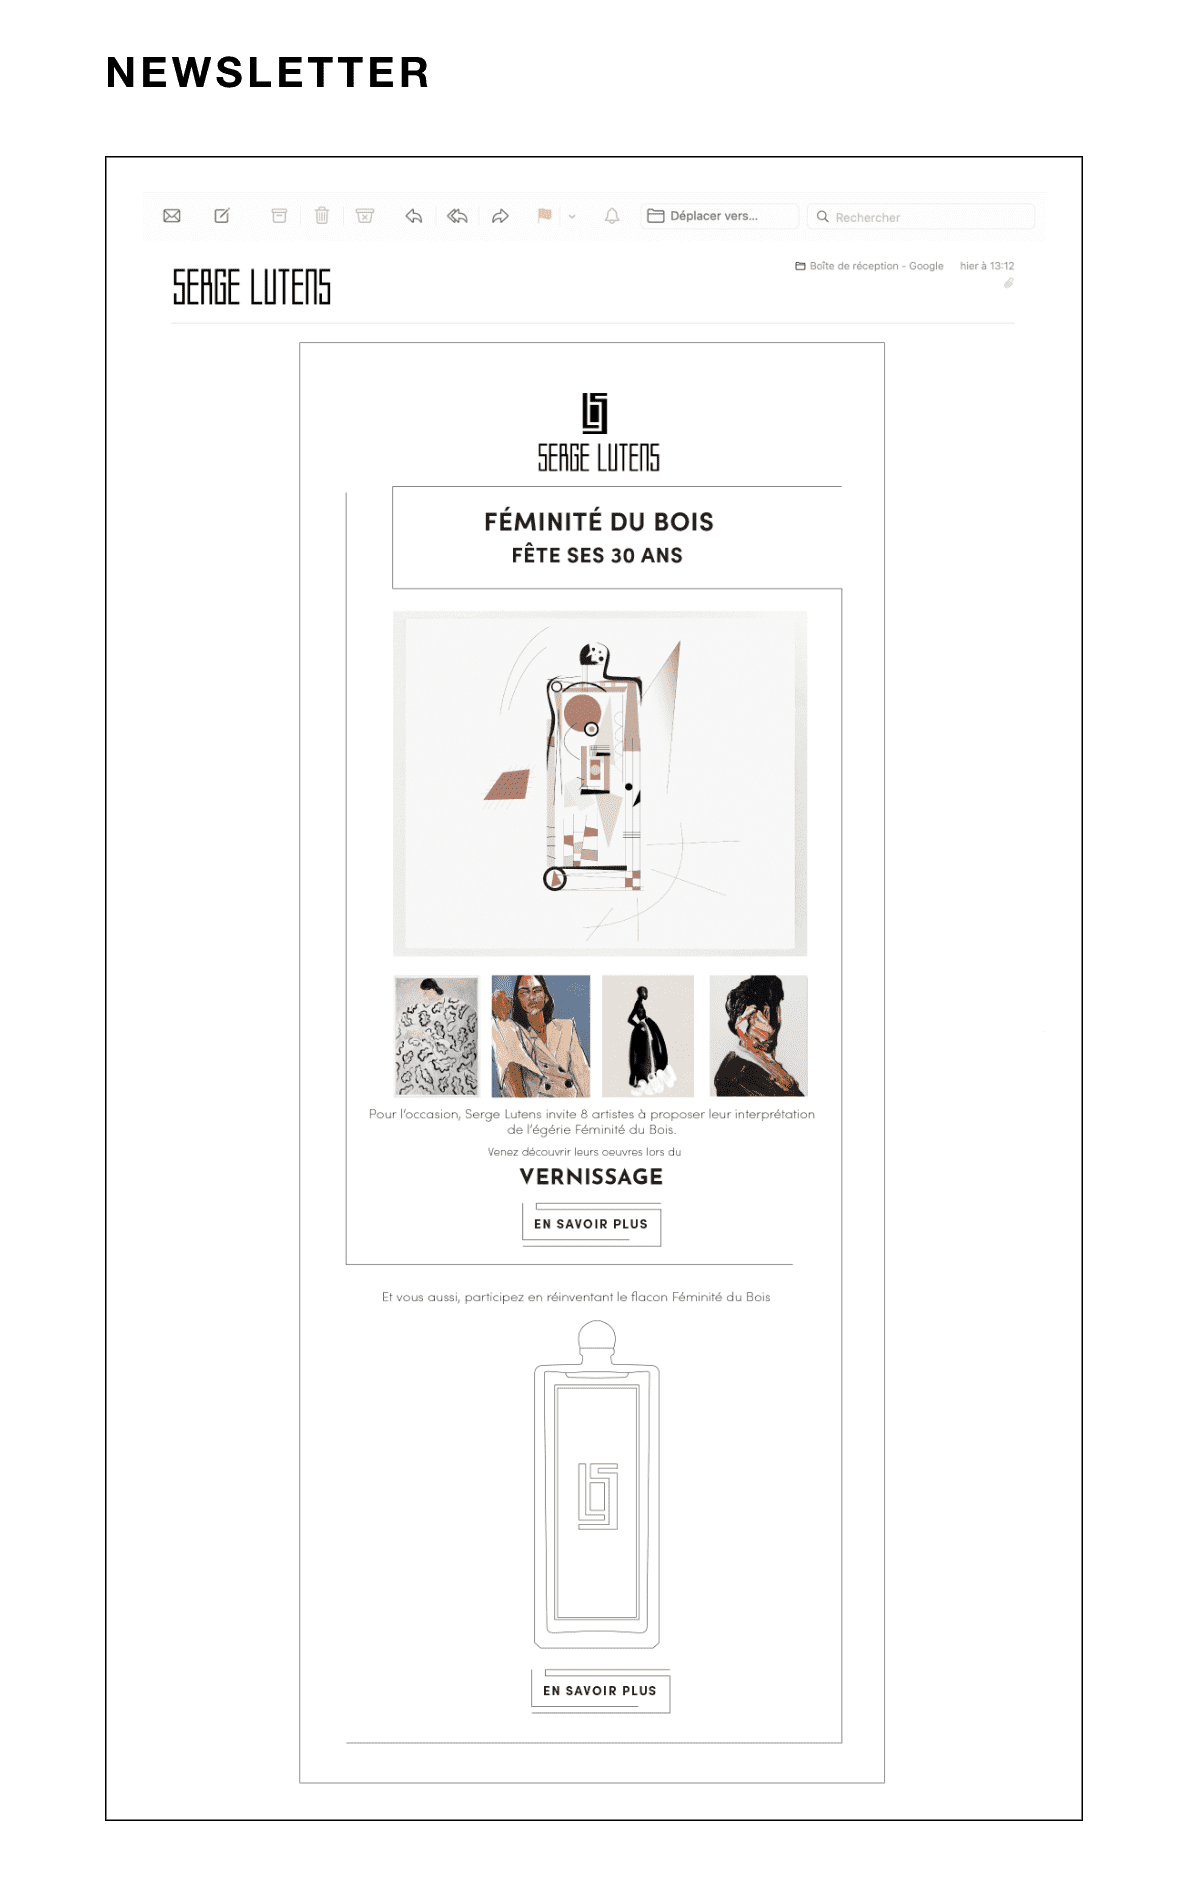 NEWSLETTER
Déplacer vers...
Rechercher
SERGE LUTENS
Boîte de réception - Google hier à 13:12
SERGE LUTENS
FÉMINITÉ DU BOIS
FÊTE SES 30 ANS
Pour l'occasion, Serge Lutens invite 8 artistes à proposer leur interprétation
de l'égérie Féminité du Bois.
Venez découvrir leurs oeuvres lors du
VERNISSAGE
EN SAVOIR PLUS
Et vous aussi, participez en réinventant le flacon Féminité du Bois
EN SAVOIR PLUS